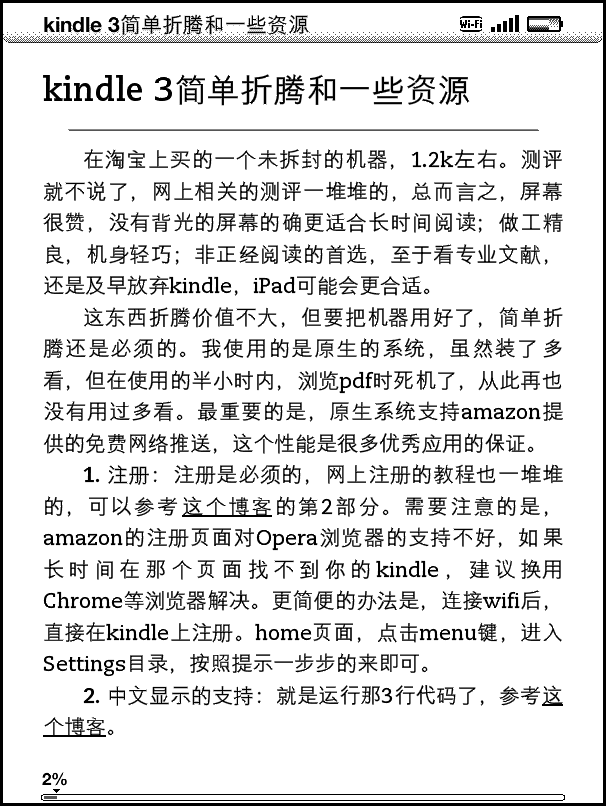 kindle 3简单折腾和一些资源
Wi-Fi
kindle 3简单折腾和一些资源
在淘宝上买的一个未拆封的机器，1.2k左右。测评
就不说了，网上相关的测评一堆堆的，总而言之，屏幕
很赞，没有背光的屏幕的确更适合长时间阅读；做工精
良，机身轻巧；非正经阅读的首选，至于看专业文献，
还是及早放弃kindle，iPad可能会更合适。
这东西折腾价值不大，但要把机器用好了，简单折
腾还是必须的。我使用的是原生的系统，虽然装了多
看，但在使用的半小时内，浏览pdf时死机了，从此再也
没有用过多看。最重要的是，原生系统支持amazon提
供的免费网络推送，这个性能是很多优秀应用的保证。
1. 注册：注册是必须的，网上注册的教程也一堆堆
的，可以参考这个博客的第2部分。需要注意的是，
amazon的注册页面对Opera浏览器的支持不好，如果
长时间在那个页面找不到你的kindle，建议换用
Chrome等浏览器解决。更简便的办法是，连接wifi后，
直接在kindle上注册。home页面，点击menu键，进入
Settings目录，按照提示一步步的来即可。
2. 中文显示的支持：就是运行那3行代码了，参考这
个博客。
2%